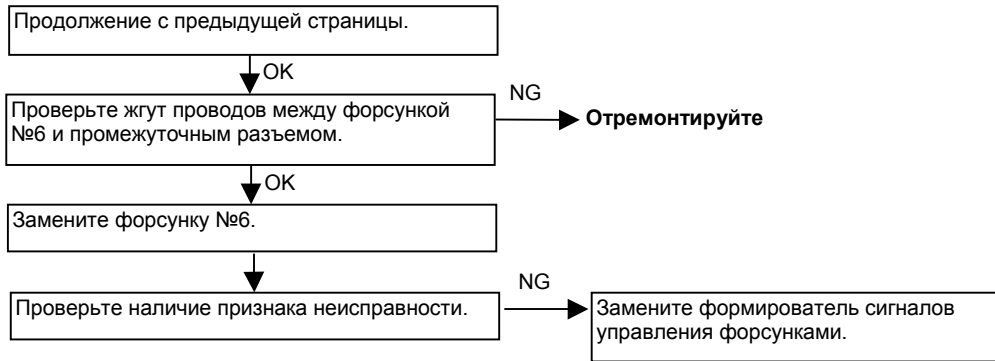 Продолжение с предыдущей страницы.
OK
Проверьте жгут проводов между форсункой
№6 и промежуточным разъемом.
NG
Отремонтируйте
OK
Замените форсунку №6.
Проверьте наличие признака неисправности.
NG
Замените формирователь сигналов
управления форсунками.